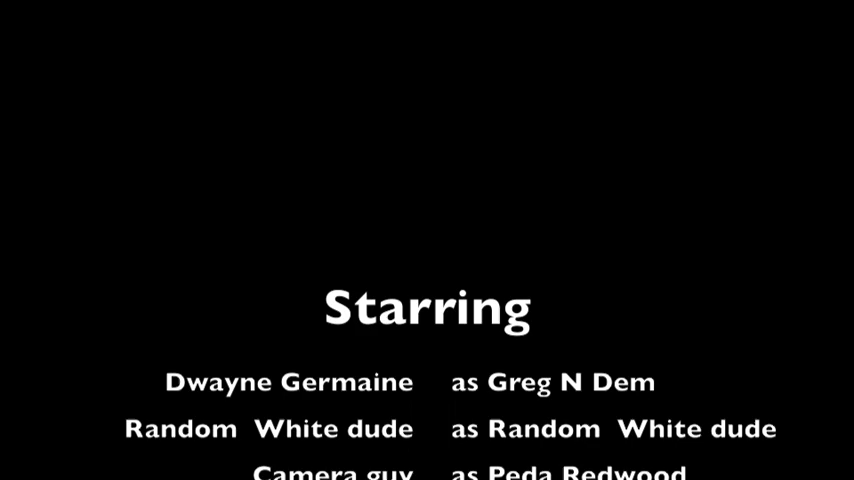 Starring
Dwayne Germaine as Greg N Dem
Random  White dude as Random  White dude
Camera guy as Peda Redwood